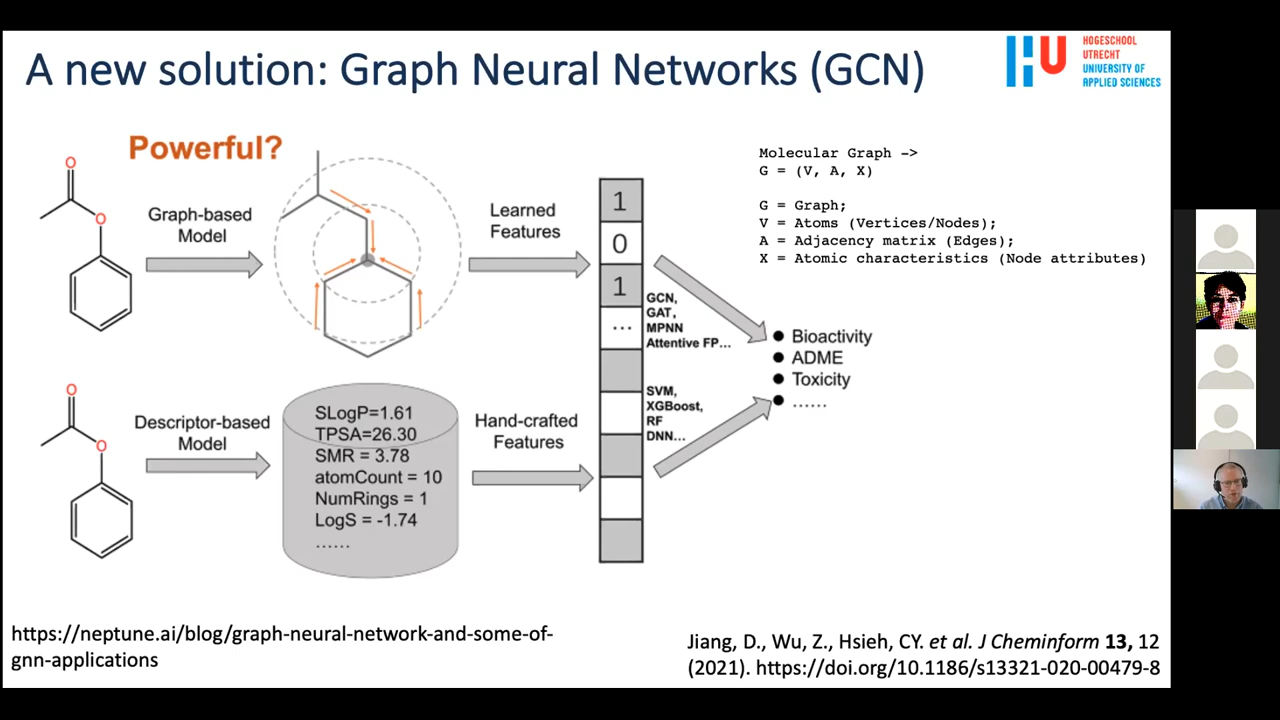 A new solution: Graph Neural Networks (GCN)
HU
HOGESCHOOL
UTRECHT
UNIVERSITY OF
APPLIED SCIENCES
Powerful?
O
O
Graph-based
Model
Learned
Features
1
0
1
...
GCN,
GAT,
MPNN
Attentive FP...
Molecular Graph ->
G = (V, A, X)
G = Graph;
V = Atoms (Vertices/Nodes);
A = Adjacency matrix (Edges);
X = Atomic characteristics (Node attributes)
● Bioactivity
● ADME
● Toxicity
● ......
O
O
Descriptor-based
Model
SLogP=1.61
TPSA=26.30
SMR = 3.78
atomCount = 10
NumRings = 1
LogS = -1.74
......
Hand-crafted
Features
SVM,
XGBoost,
RF
DNN...
https://neptune.ai/blog/graph-neural-network-and-some-of-
gnn-applications
Jiang, D., Wu, Z., Hsieh, CY. et al. J Cheminform 13, 12
(2021). https://doi.org/10.1186/s13321-020-00479-8